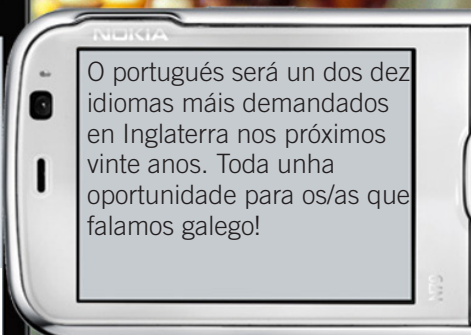 NOKIA
O portugués será un dos dez
idiomas máis demandados
en Inglaterra nos próximos
vinte anos. Toda unha
oportunidade para os/as que
falamos galego!
N79